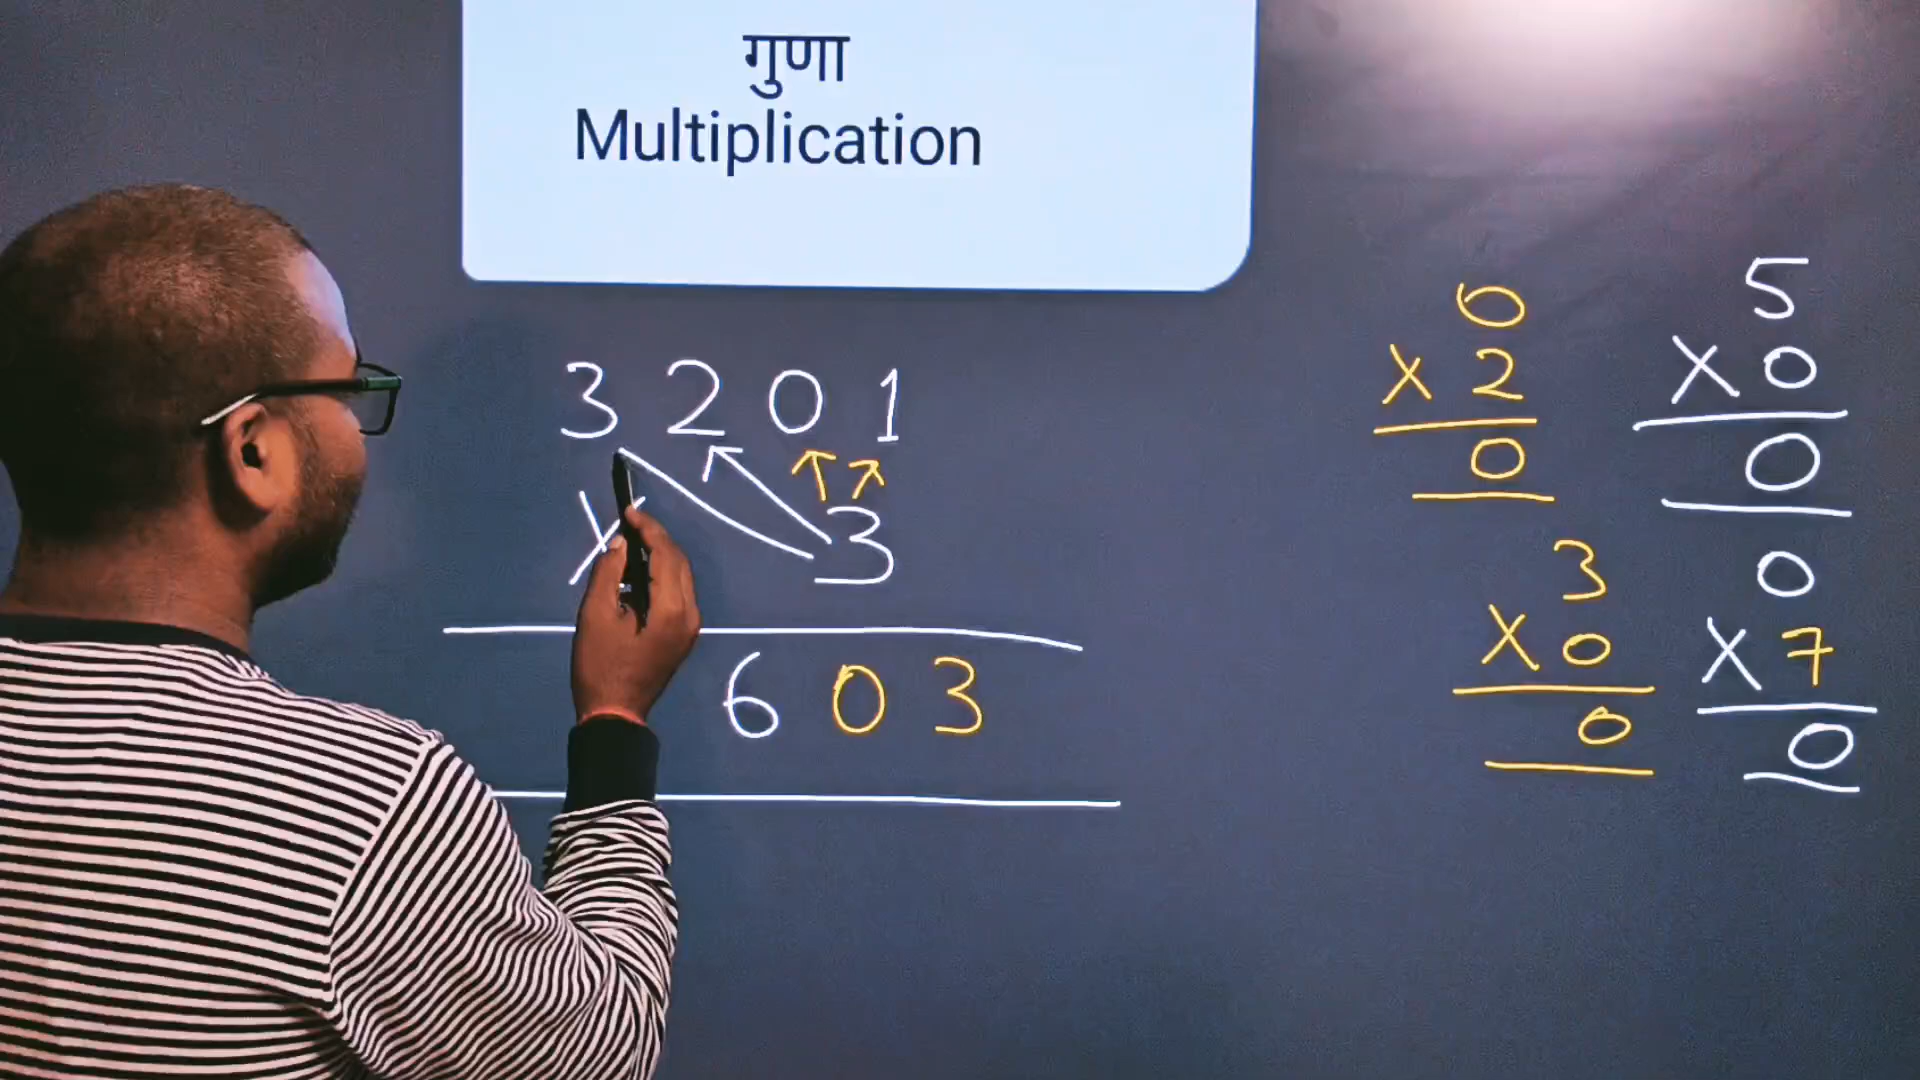 गुणा
Multiplication
3 2 0 1
X 3
6 0 3
0
X 2
0
5
X 0
0
3
X 0
0
0
X 7
0